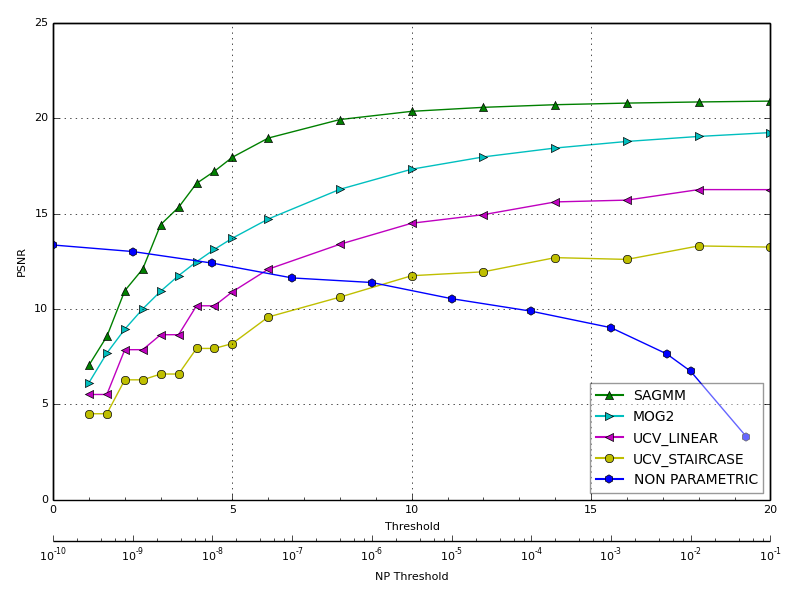 25
20
15
10
5
0
PSNR
0 5 10 15 20
Threshold
10^-10 10^-9 10^-8 10^-7 10^-6 10^-5 10^-4 10^-3 10^-2 10^-1
NP Threshold
SAGMM
MOG2
UCV_LINEAR
UCV_STAIRCASE
NON PARAMETRIC